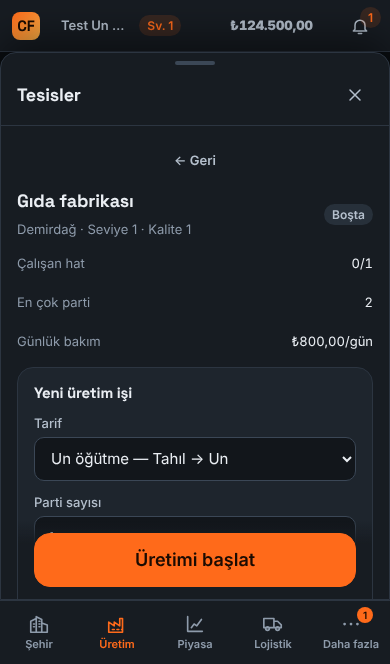 CF
Test Un ...
Sv. 1
₺124.500,00
1
Tesisler
← Geri
Gıda fabrikası
Boşta
Demirdağ · Seviye 1 · Kalite 1
Çalışan hat
0/1
En çok parti
2
Günlük bakım
₺800,00/gün
Yeni üretim işi
Tarif
Un öğütme — Tahıl → Un
Parti sayısı
Üretimi başlat
1
Şehir
Üretim
Piyasa
Lojistik
Daha fazla